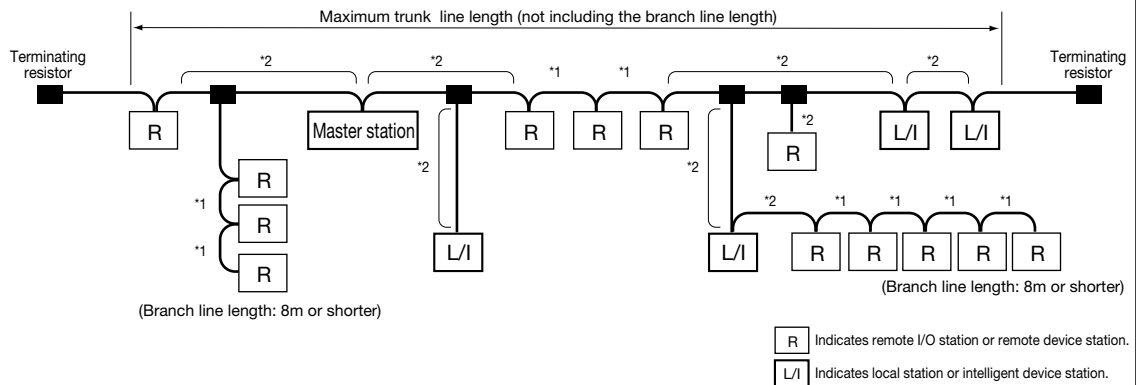 Maximum trunk line length (not including the branch line length)
Terminating
resistor
*2
*2
*1
*1
*2
*2
Terminating
resistor
R
Master station
R
R
R
L/I
L/I
*2
*2
*2
R
R
*1
R
*1
R
L/I
L/I
*2
*1
*1
*1
*1
R
R
R
R
R
(Branch line length: 8m or shorter)
(Branch line length: 8m or shorter)
R
Indicates remote I/O station or remote device station.
L/I
Indicates local station or intelligent device station.